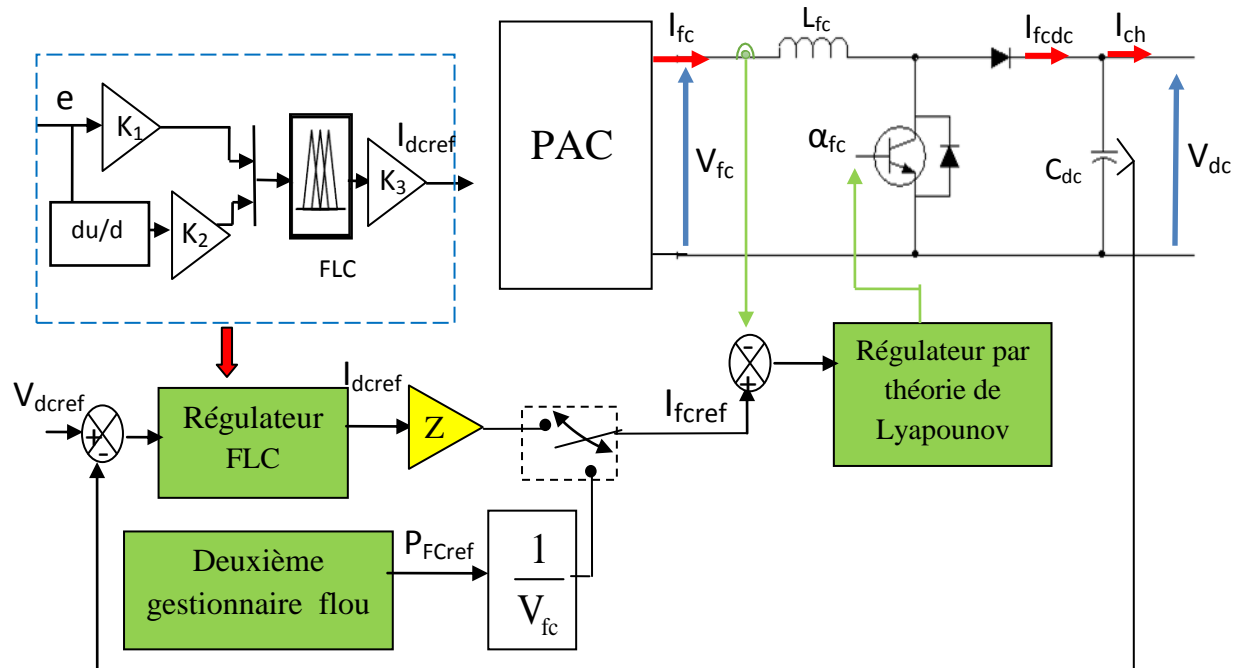 e
K1
K2
du/d
FLC
Idcref
K3
PAC
Ifc
Vfc
Lfc
αfc
Ifcdc
Ich
Cdc
Vdc
Vdcref
+
-
Régulateur
FLC
Idcref
Z
Ifcref
-
+
Régulateur par
théorie de
Lyapounov
Deuxième
gestionnaire flou
PFCref
1
Vfc